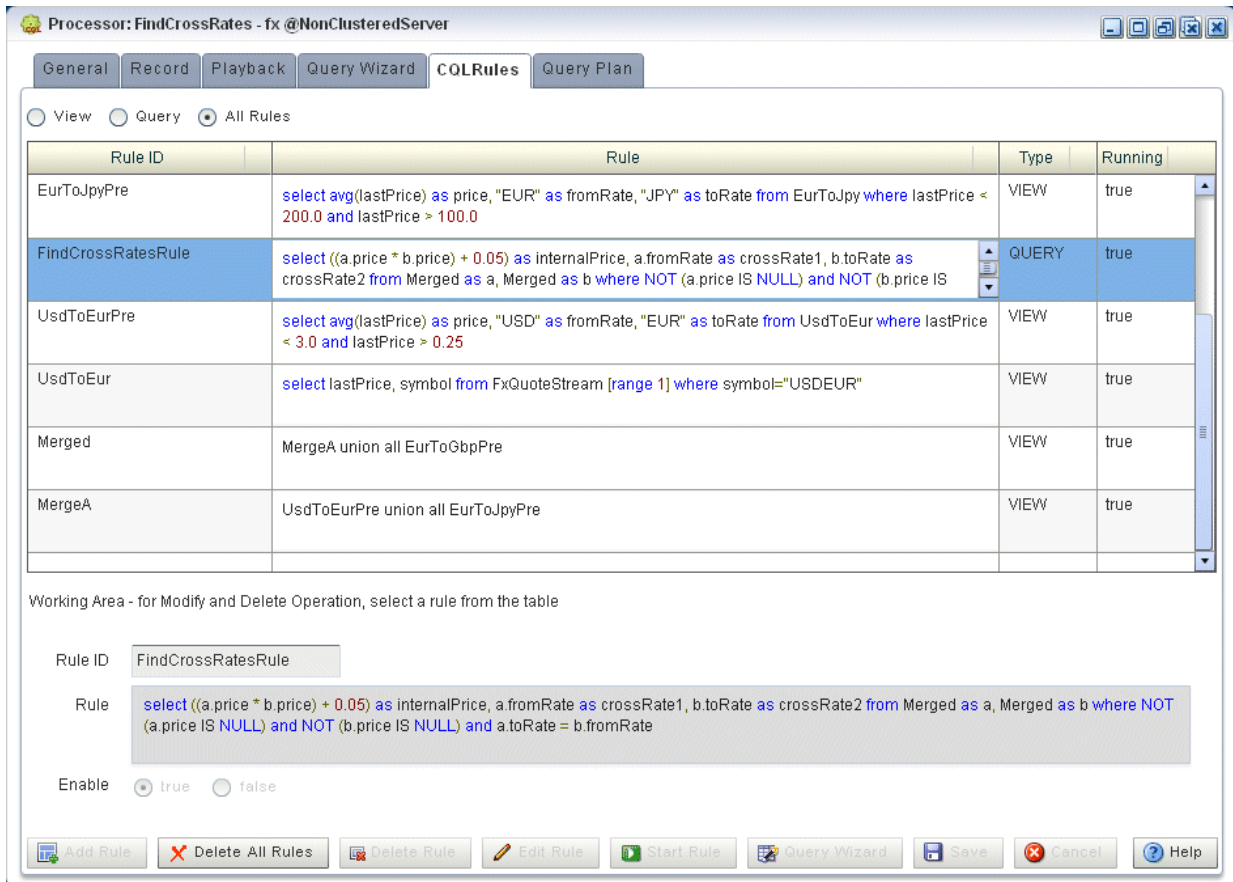 Processor: FindCrossRates - fx @NonClusteredServer
General Record Playback Query Wizard CQLRules Query Plan
View Query All Rules
Rule ID Rule Type Running
EurToJpyPre select avg(lastPrice) as price, "EUR" as fromRate, "JPY" as toRate from EurToJpy where lastPrice < VIEW true
200.0 and lastPrice > 100.0
FindCrossRatesRule select ((a.price * b.price) + 0.05) as internalPrice, a.fromRate as crossRate1, b.toRate as QUERY true
crossRate2 from Merged as a, Merged as b where NOT (a.price IS NULL) and NOT (b.price IS
UsdToEurPre select avg(lastPrice) as price, "USD" as fromRate, "EUR" as toRate from UsdToEur where lastPrice VIEW true
< 3.0 and lastPrice > 0.25
UsdToEur select lastPrice, symbol from FxQuoteStream [range 1] where symbol="USDEUR" VIEW true
Merged MergeA union all EurToGbpPre VIEW true
MergeA UsdToEurPre union all EurToJpyPre VIEW true
Working Area - for Modify and Delete Operation, select a rule from the table
Rule ID FindCrossRatesRule
Rule select ((a.price * b.price) + 0.05) as internalPrice, a.fromRate as crossRate1, b.toRate as crossRate2 from Merged as a, Merged as b where NOT
(a.price IS NULL) and NOT (b.price IS NULL) and a.toRate = b.fromRate
Enable true false
Add Rule Delete All Rules Delete Rule Edit Rule Start Rule Query Wizard Save Cancel Help